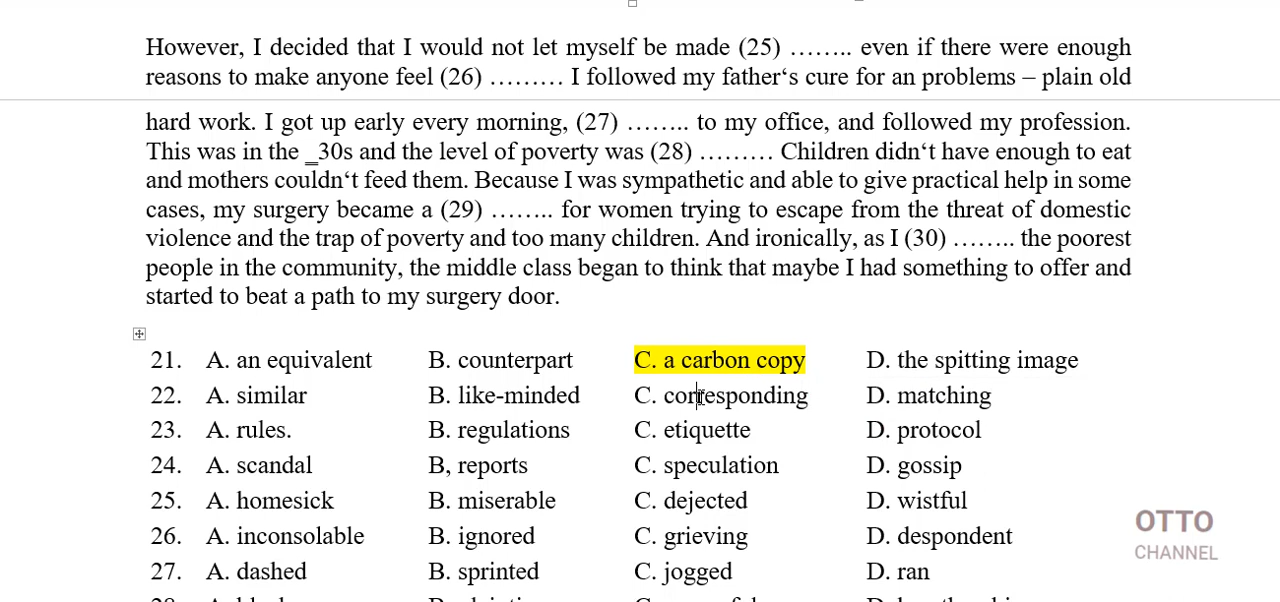 However, I decided that I would not let myself be made (25) …….. even if there were enough
reasons to make anyone feel (26) ……… I followed my father‘s cure for an problems – plain old
hard work. I got up early every morning, (27) …….. to my office, and followed my profession.
This was in the _30s and the level of poverty was (28) ……… Children didn‘t have enough to eat
and mothers couldn‘t feed them. Because I was sympathetic and able to give practical help in some
cases, my surgery became a (29) …….. for women trying to escape from the threat of domestic
violence and the trap of poverty and too many children. And ironically, as I (30) …….. the poorest
people in the community, the middle class began to think that maybe I had something to offer and
started to beat a path to my surgery door.
21. A. an equivalent B. counterpart C. a carbon copy D. the spitting image
22. A. similar B. like-minded C. corresponding D. matching
23. A. rules. B. regulations C. etiquette D. protocol
24. A. scandal B, reports C. speculation D. gossip
25. A. homesick B. miserable C. dejected D. wistful
26. A. inconsolable B. ignored C. grieving D. despondent
27. A. dashed B. sprinted C. jogged D. ran
OTTO
CHANNEL